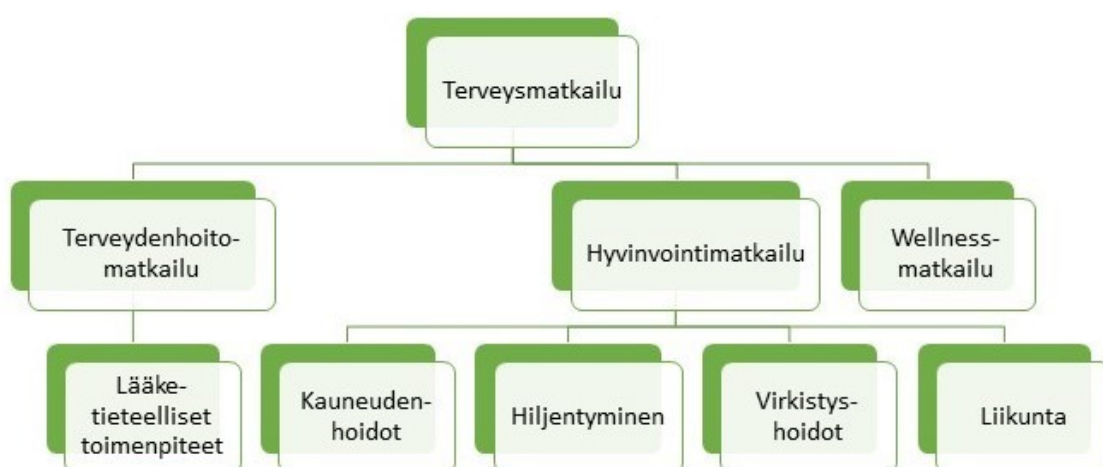 Terveysmatkailu
Terveydenhoito-
matkailu
Hyvinvointimatkailu
Wellness-
matkailu
Lääke-
tieteelliset
toimenpiteet
Kauneuden-
hoidot
Hiljentyminen
Virkistys-
hoidot
Liikunta